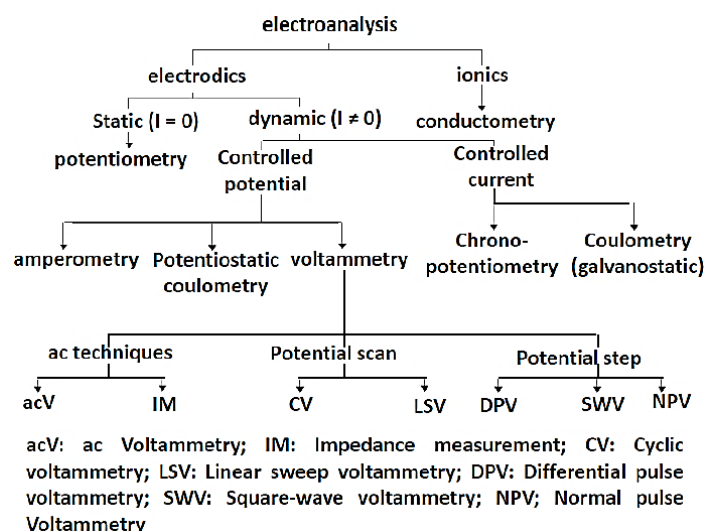 electroanalysis
electrodics
ionics
Static (I = 0)
dynamic (I ≠ 0)
conductometry
potentiometry
Controlled
potential
Controlled
current
amperometry
Potentiostatic
coulometry
voltammetry
Chrono-
potentiometry
Coulometry
(galvanostatic)
ac techniques
Potential scan
Potential step
acV
IM
CV
LSV
DPV
SWV
NPV
acV: ac Voltammetry; IM: Impedance measurement; CV: Cyclic
voltammetry; LSV: Linear sweep voltammetry; DPV: Differential pulse
voltammetry; SWV: Square-wave voltammetry; NPV; Normal pulse
Voltammetry